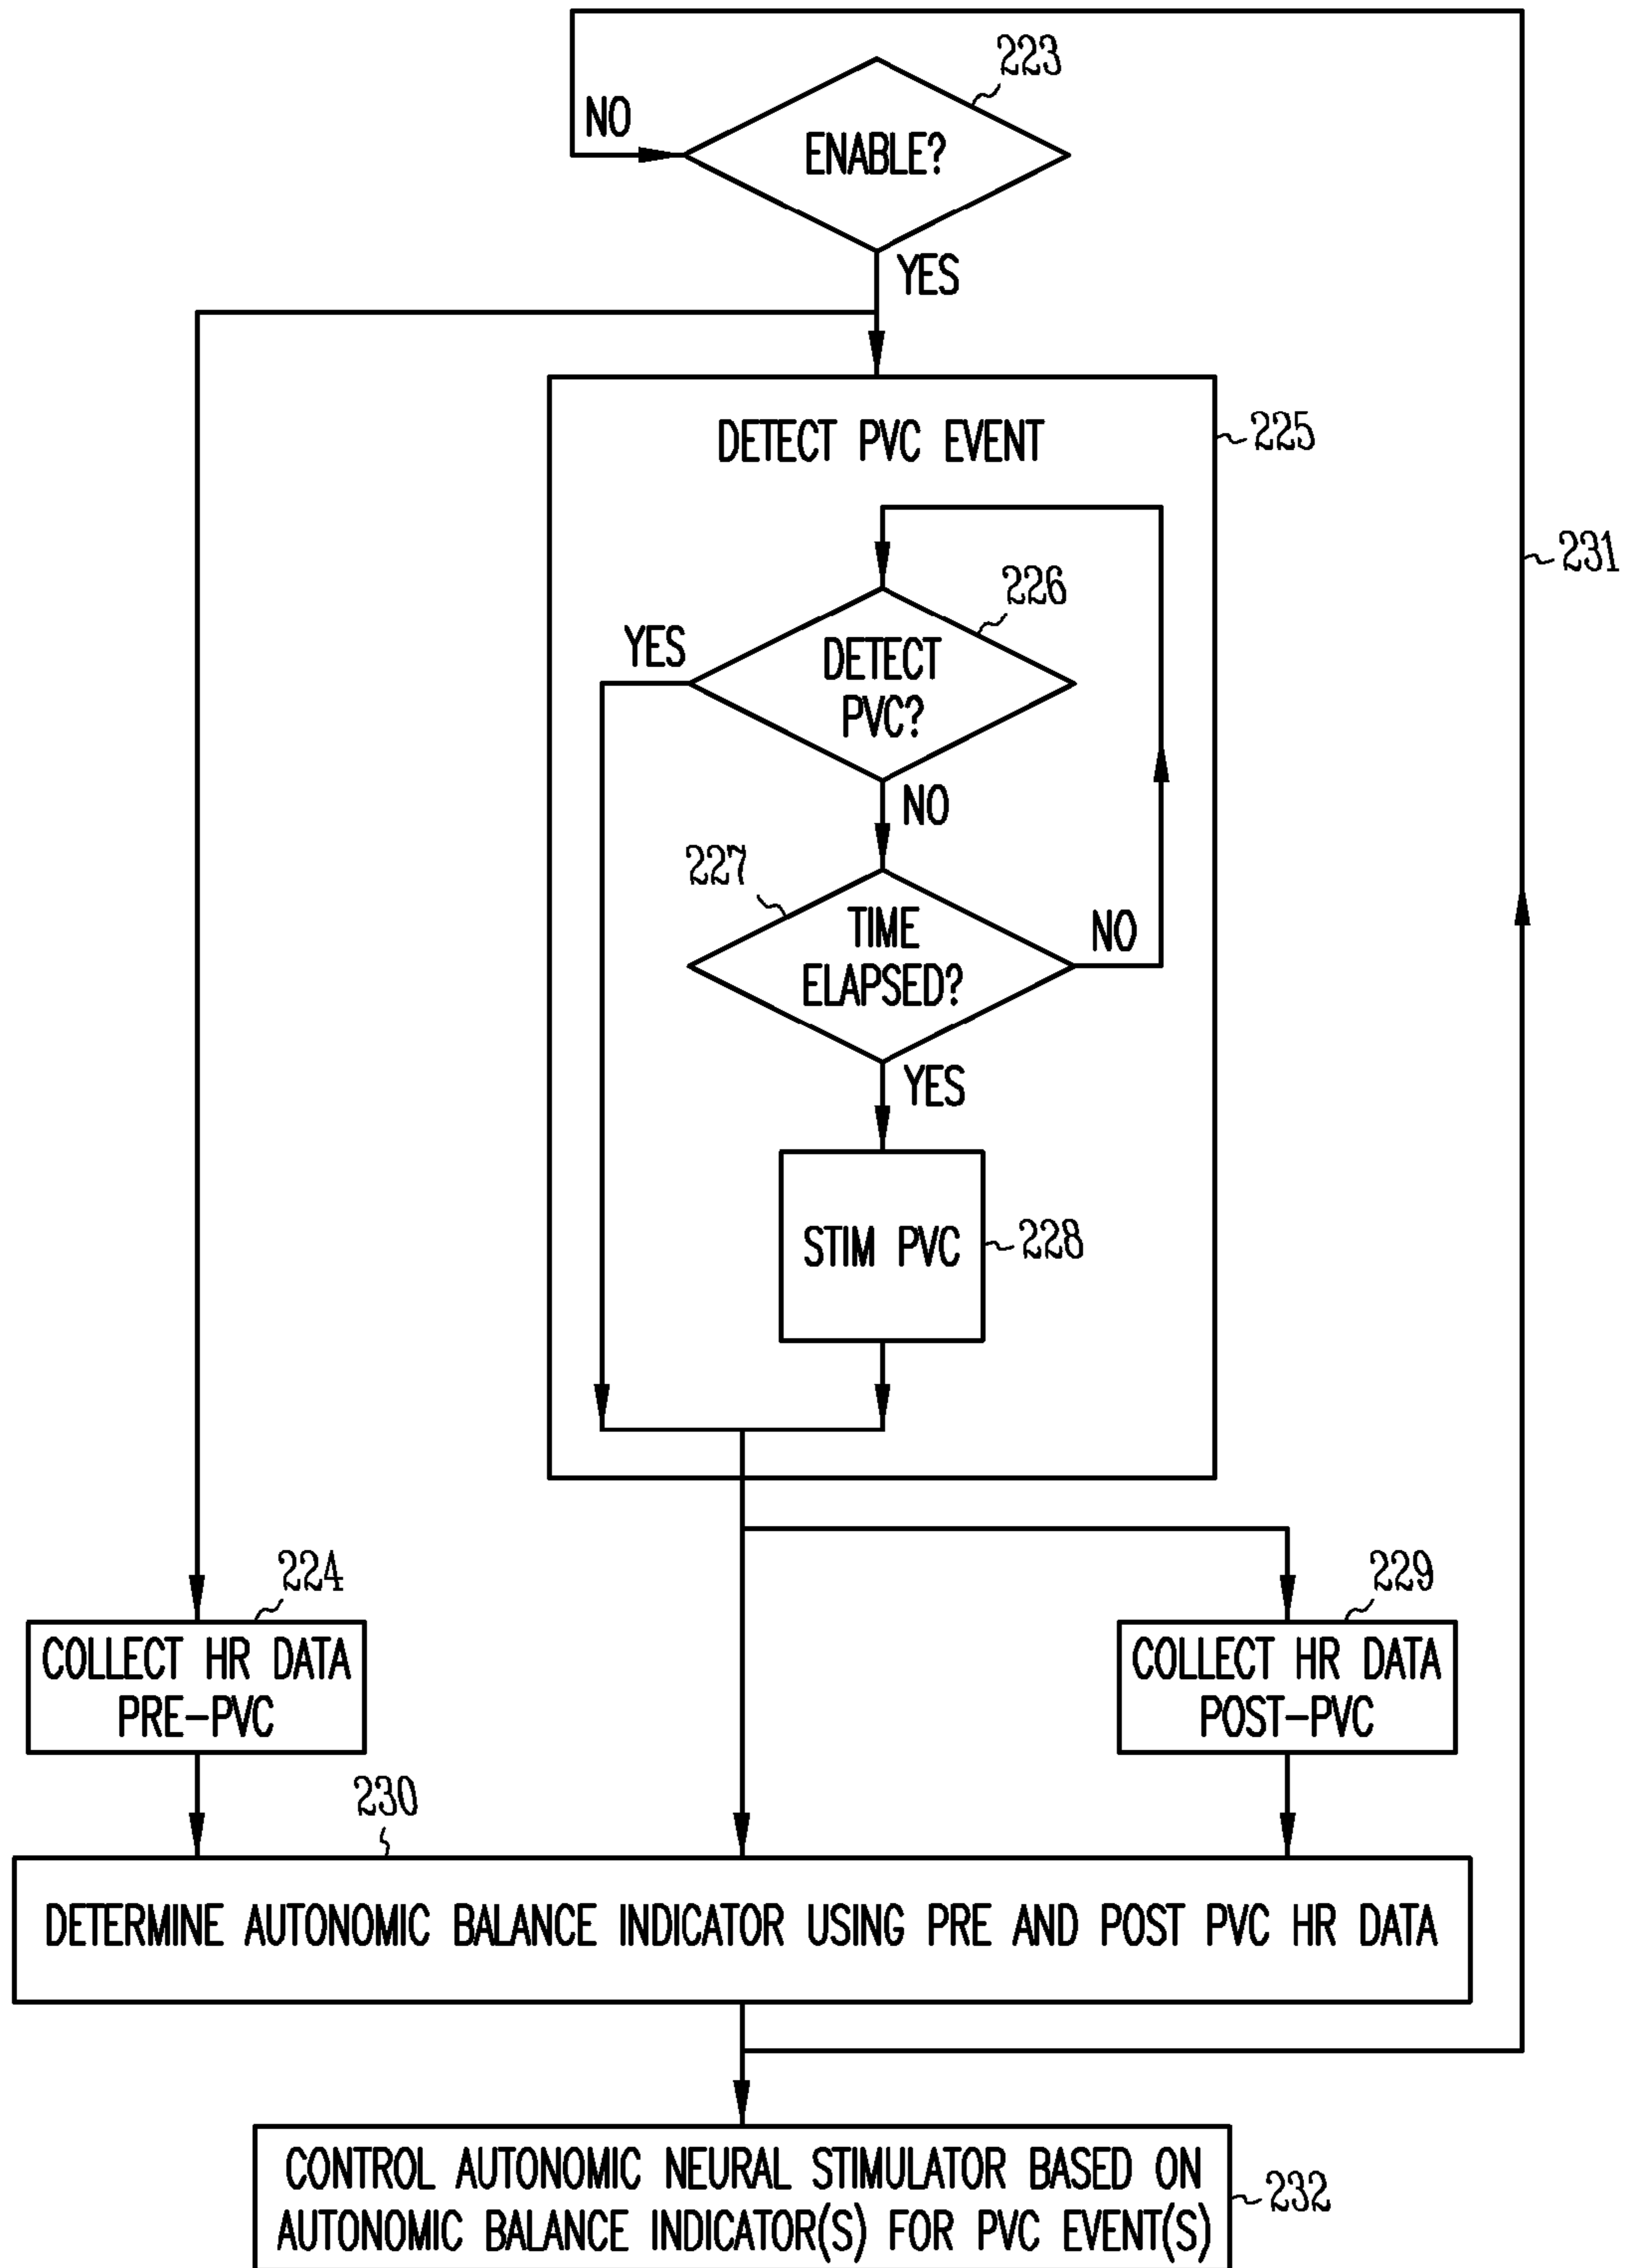 223
NO
ENABLE?
YES
DETECT PVC EVENT
225
231
226
YES
DETECT
PVC?
NO
227
TIME
ELAPSED?
NO
YES
STIM PVC
228
224
COLLECT HR DATA
PRE-PVC
229
COLLECT HR DATA
POST-PVC
230
DETERMINE AUTONOMIC BALANCE INDICATOR USING PRE AND POST PVC HR DATA
CONTROL AUTONOMIC NEURAL STIMULATOR BASED ON
AUTONOMIC BALANCE INDICATOR(S) FOR PVC EVENT(S)
232